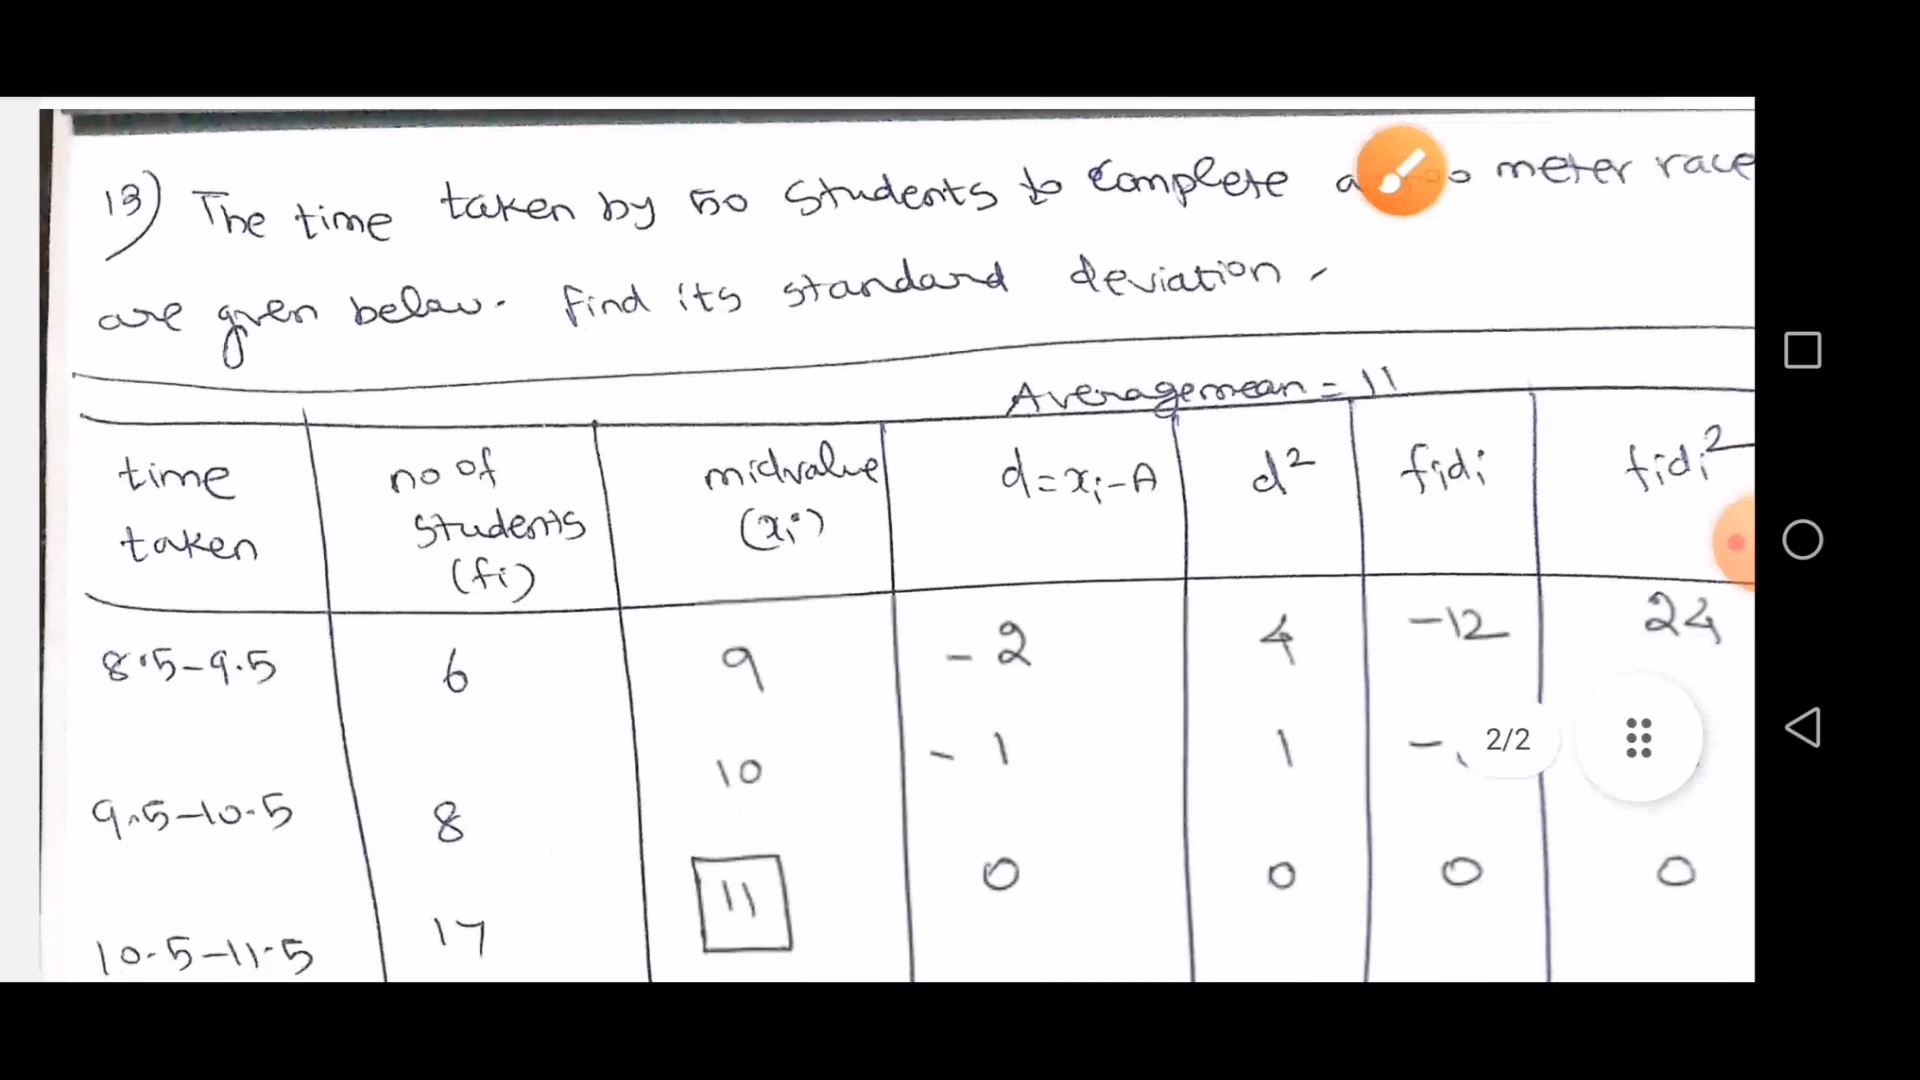 13) The time taken by 50 students to complete a meter race
are given below. Find its standard deviation.
Averagemean = 11
time taken | no of students (fi) | midvalue (xi) | d=xi-A | d² | fidi | fidi²
8.5-9.5 | 6 | 9 | -2 | 4 | -12 | 24
9.5-10.5 | 8 | 10 | -1 | 1 | -
10.5-11.5 | 17 | 11 | 0 | 0 | 0 | 0
2/2